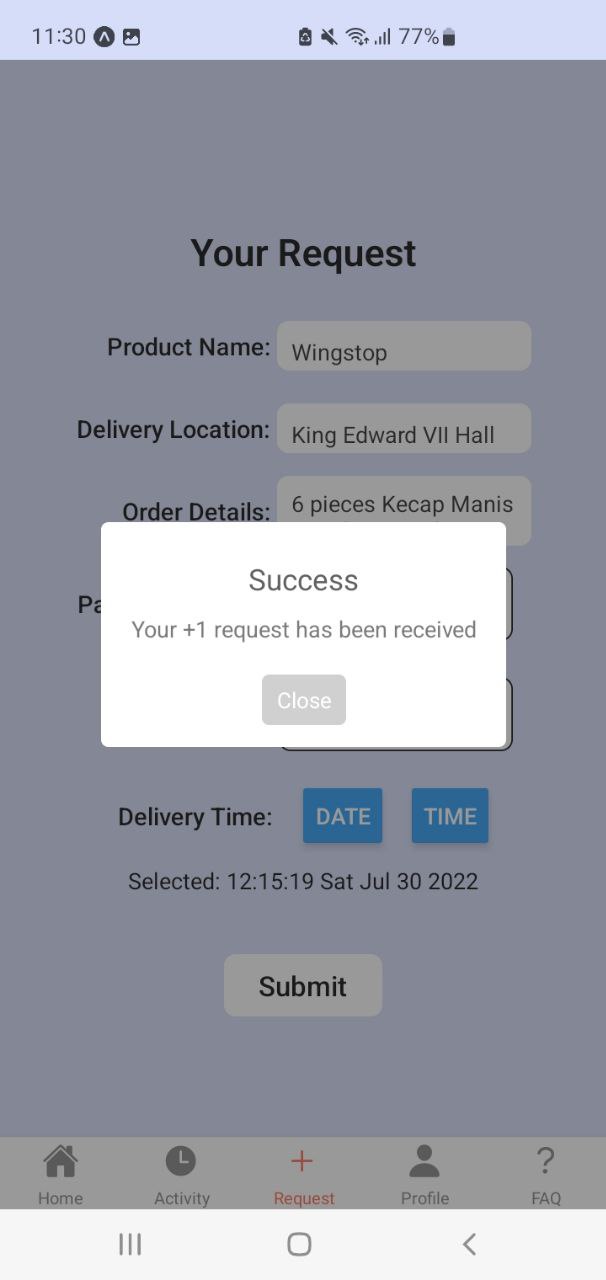 11:30 77%
Your Request
Product Name: Wingstop
Delivery Location: King Edward VII Hall
Order Details: 6 pieces Kecap Manis
Success
Your +1 request has been received
Close
Delivery Time: DATE TIME
Selected: 12:15:19 Sat Jul 30 2022
Submit
Home Activity Request Profile FAQ